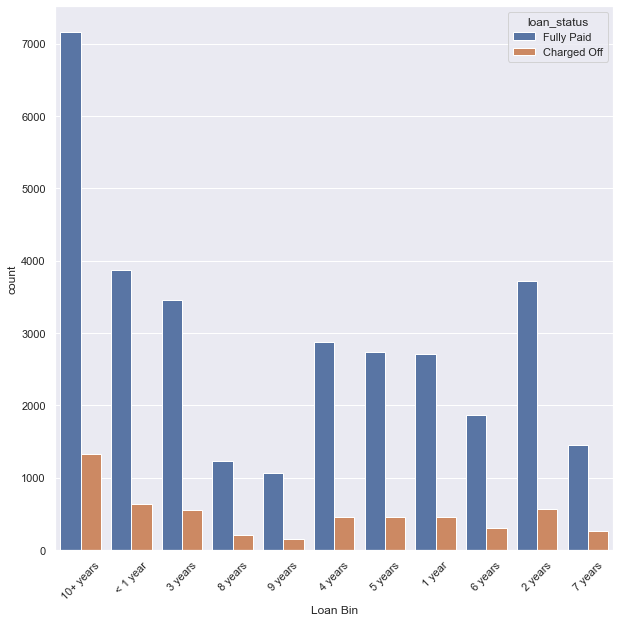 loan_status
Fully Paid
Charged Off
count
7000
6000
5000
4000
3000
2000
1000
0
10+ years
< 1 year
3 years
8 years
9 years
4 years
5 years
1 year
6 years
2 years
7 years
Loan Bin